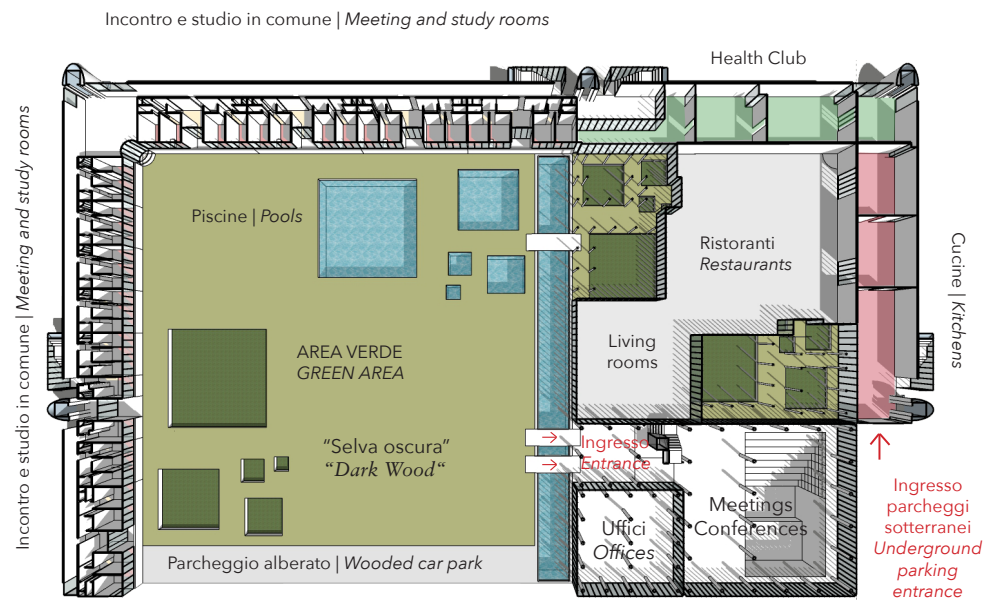 Incontro e studio in comune | Meeting and study rooms
Health Club
Incontro e studio in comune | Meeting and study rooms
Piscine | Pools
Ristoranti
Restaurants
Cucine | Kitchens
Living
rooms
AREA VERDE
GREEN AREA
"Selva oscura"
"Dark Wood"
Ingresso
Entrance
Meetings
Conferences
Uffici
Offices
Ingresso
parcheggi
sotterranei
Underground
parking
entrance
Parcheggio alberato | Wooded car park